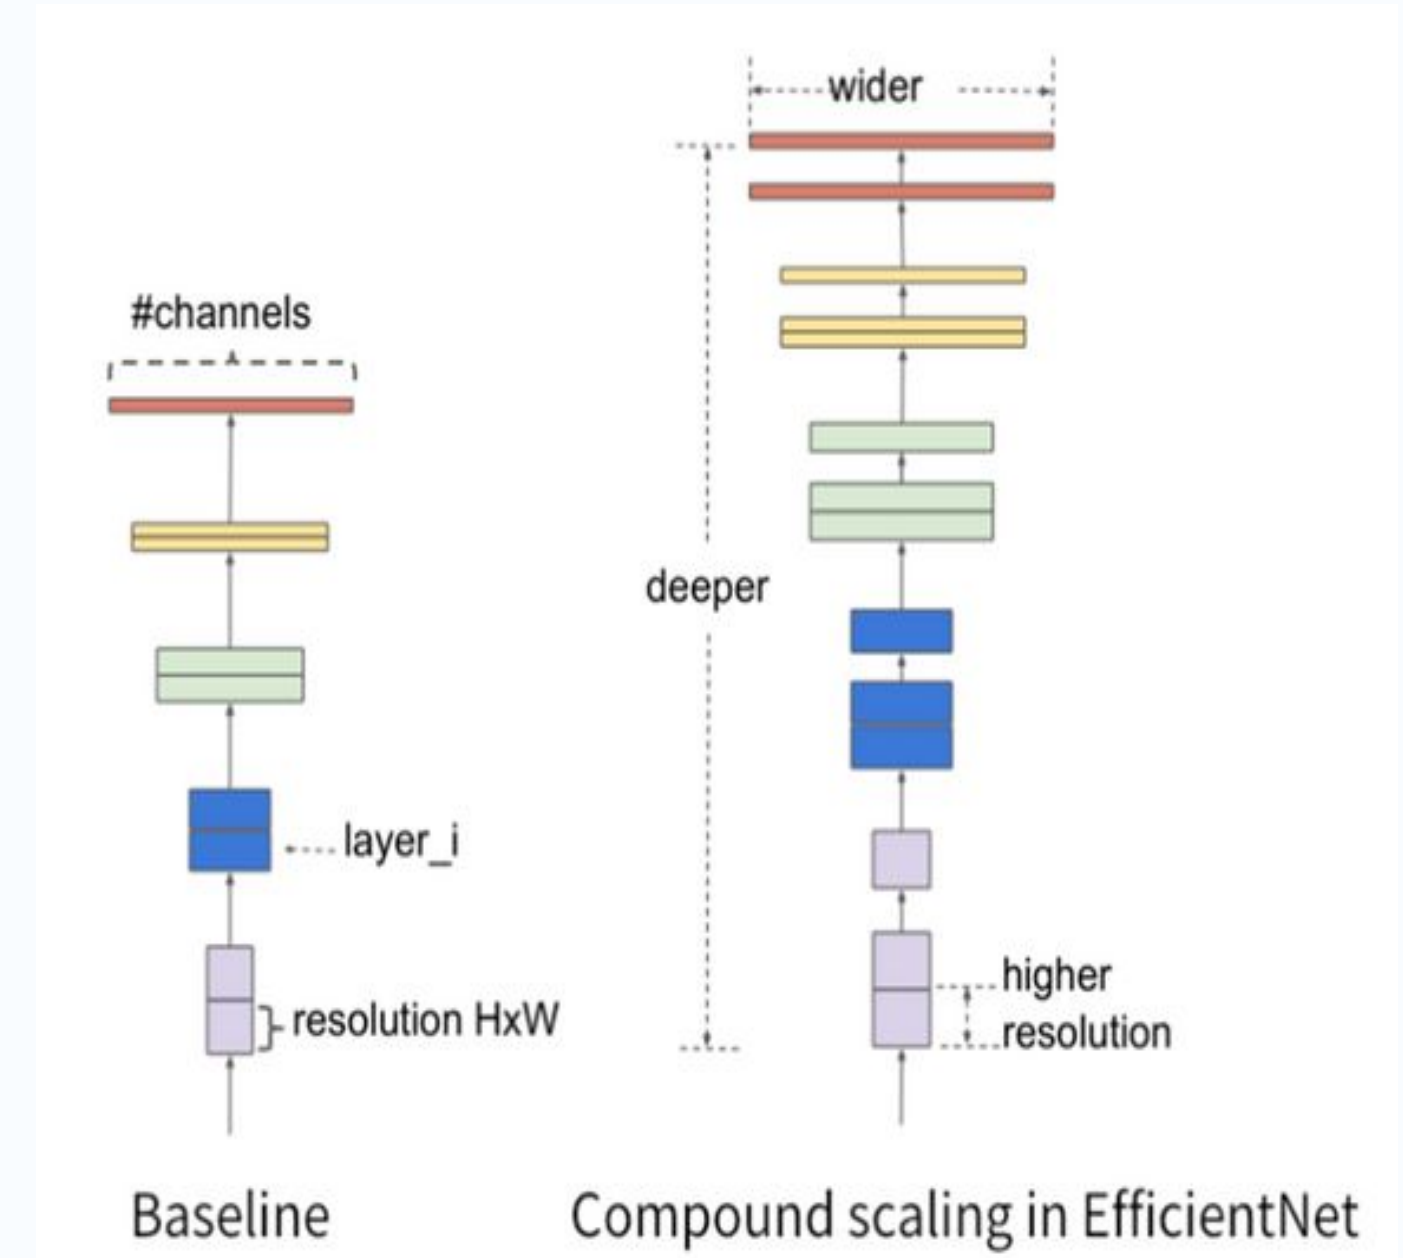 wider
#channels
deeper
layer_i
higher
resolution HxW
resolution
Baseline
Compound scaling in EfficientNet